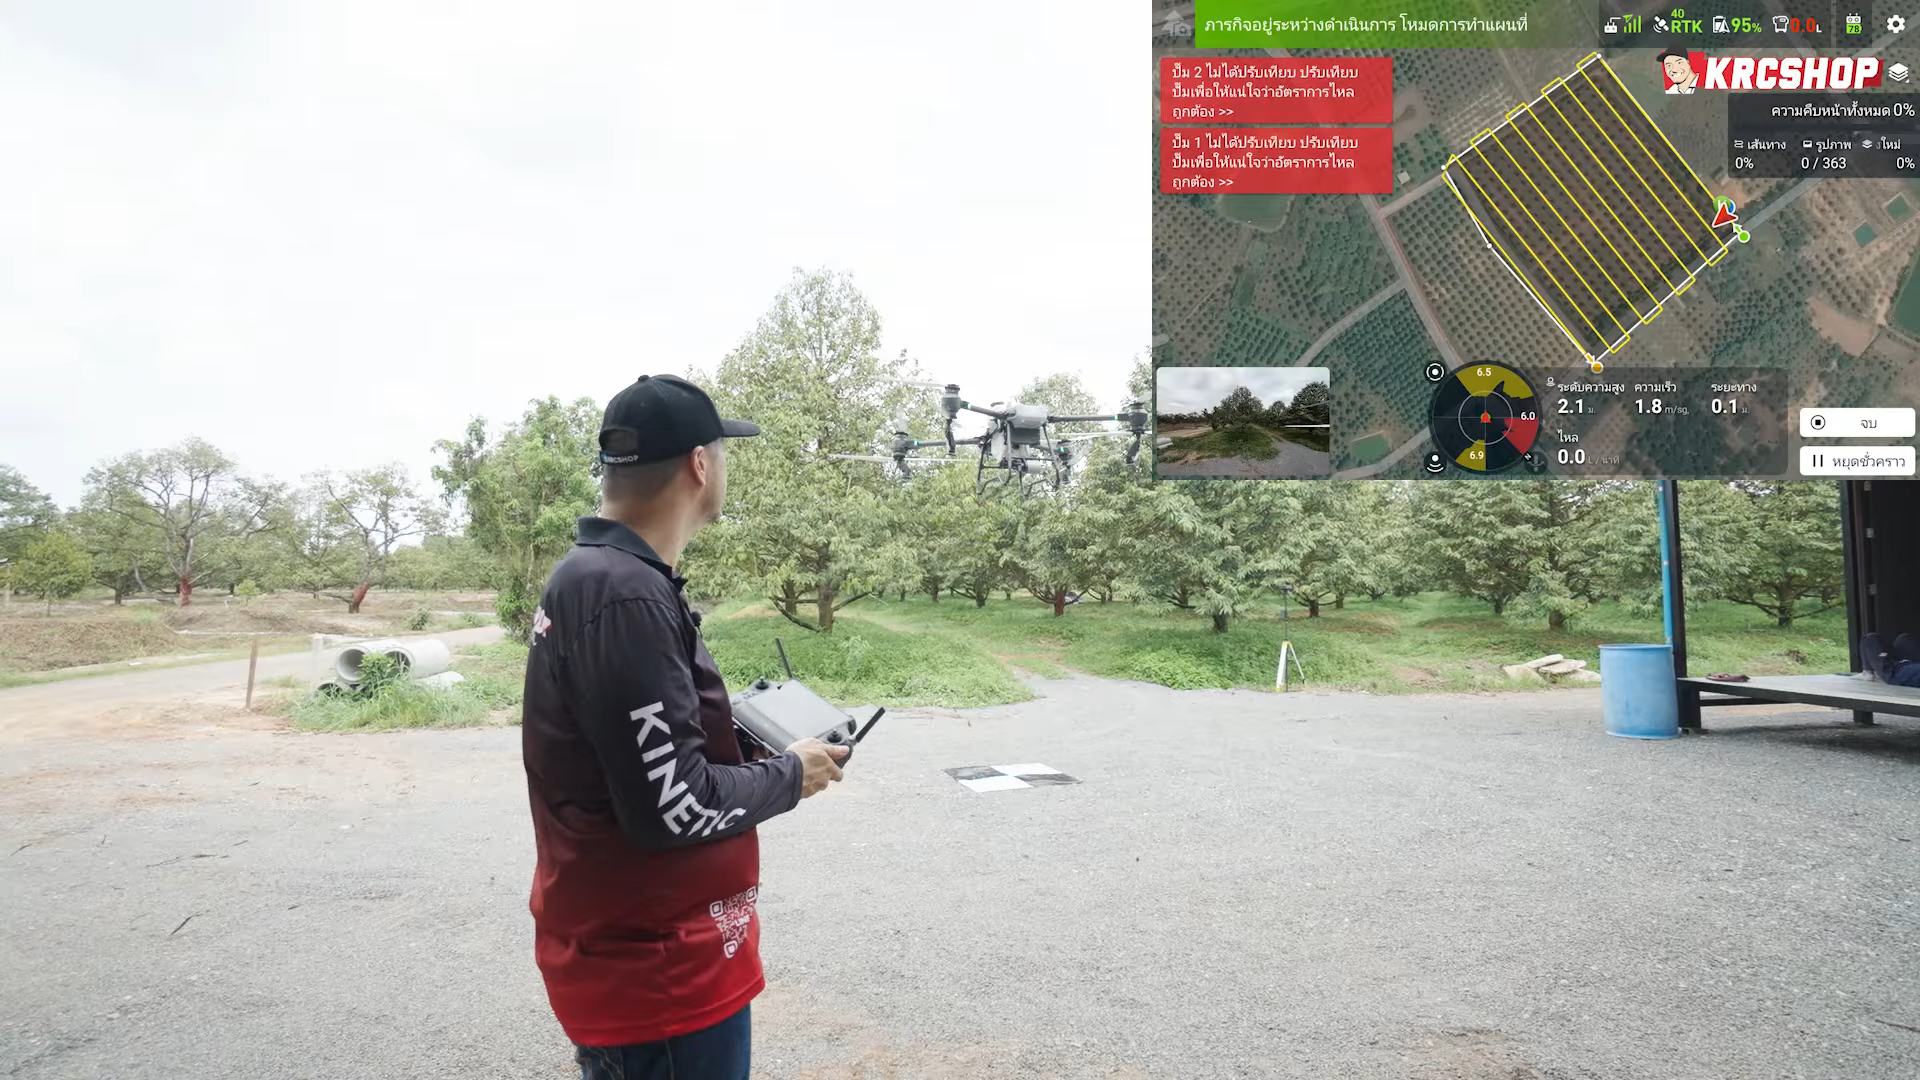 ภารกิจอยู่ระหว่างดำเนินการ โหมดการทำแผนที่
40
RTK
95%
0.0L
78
ปั๊ม 2 ไม่ได้ปรับเทียบ ปรับเทียบ
ปั๊มเพื่อให้แน่ใจว่าอัตราการไหล
ถูกต้อง >>
ปั๊ม 1 ไม่ได้ปรับเทียบ ปรับเทียบ
ปั๊มเพื่อให้แน่ใจว่าอัตราการไหล
ถูกต้อง >>
KRCSHOP
ความคืบหน้าทั้งหมด 0%
เส้นทาง
รูปภาพ
ใหม่
0%
0 / 363
0%
6.5
6.0
6.9
N
ระดับความสูง
ความเร็ว
ระยะทาง
2.1 ม.
1.8 m/sg,
0.1 ม.
ไหล
0.0 L / นาที
จบ
หยุดชั่วคราว
KRCSHOP
KINETIC